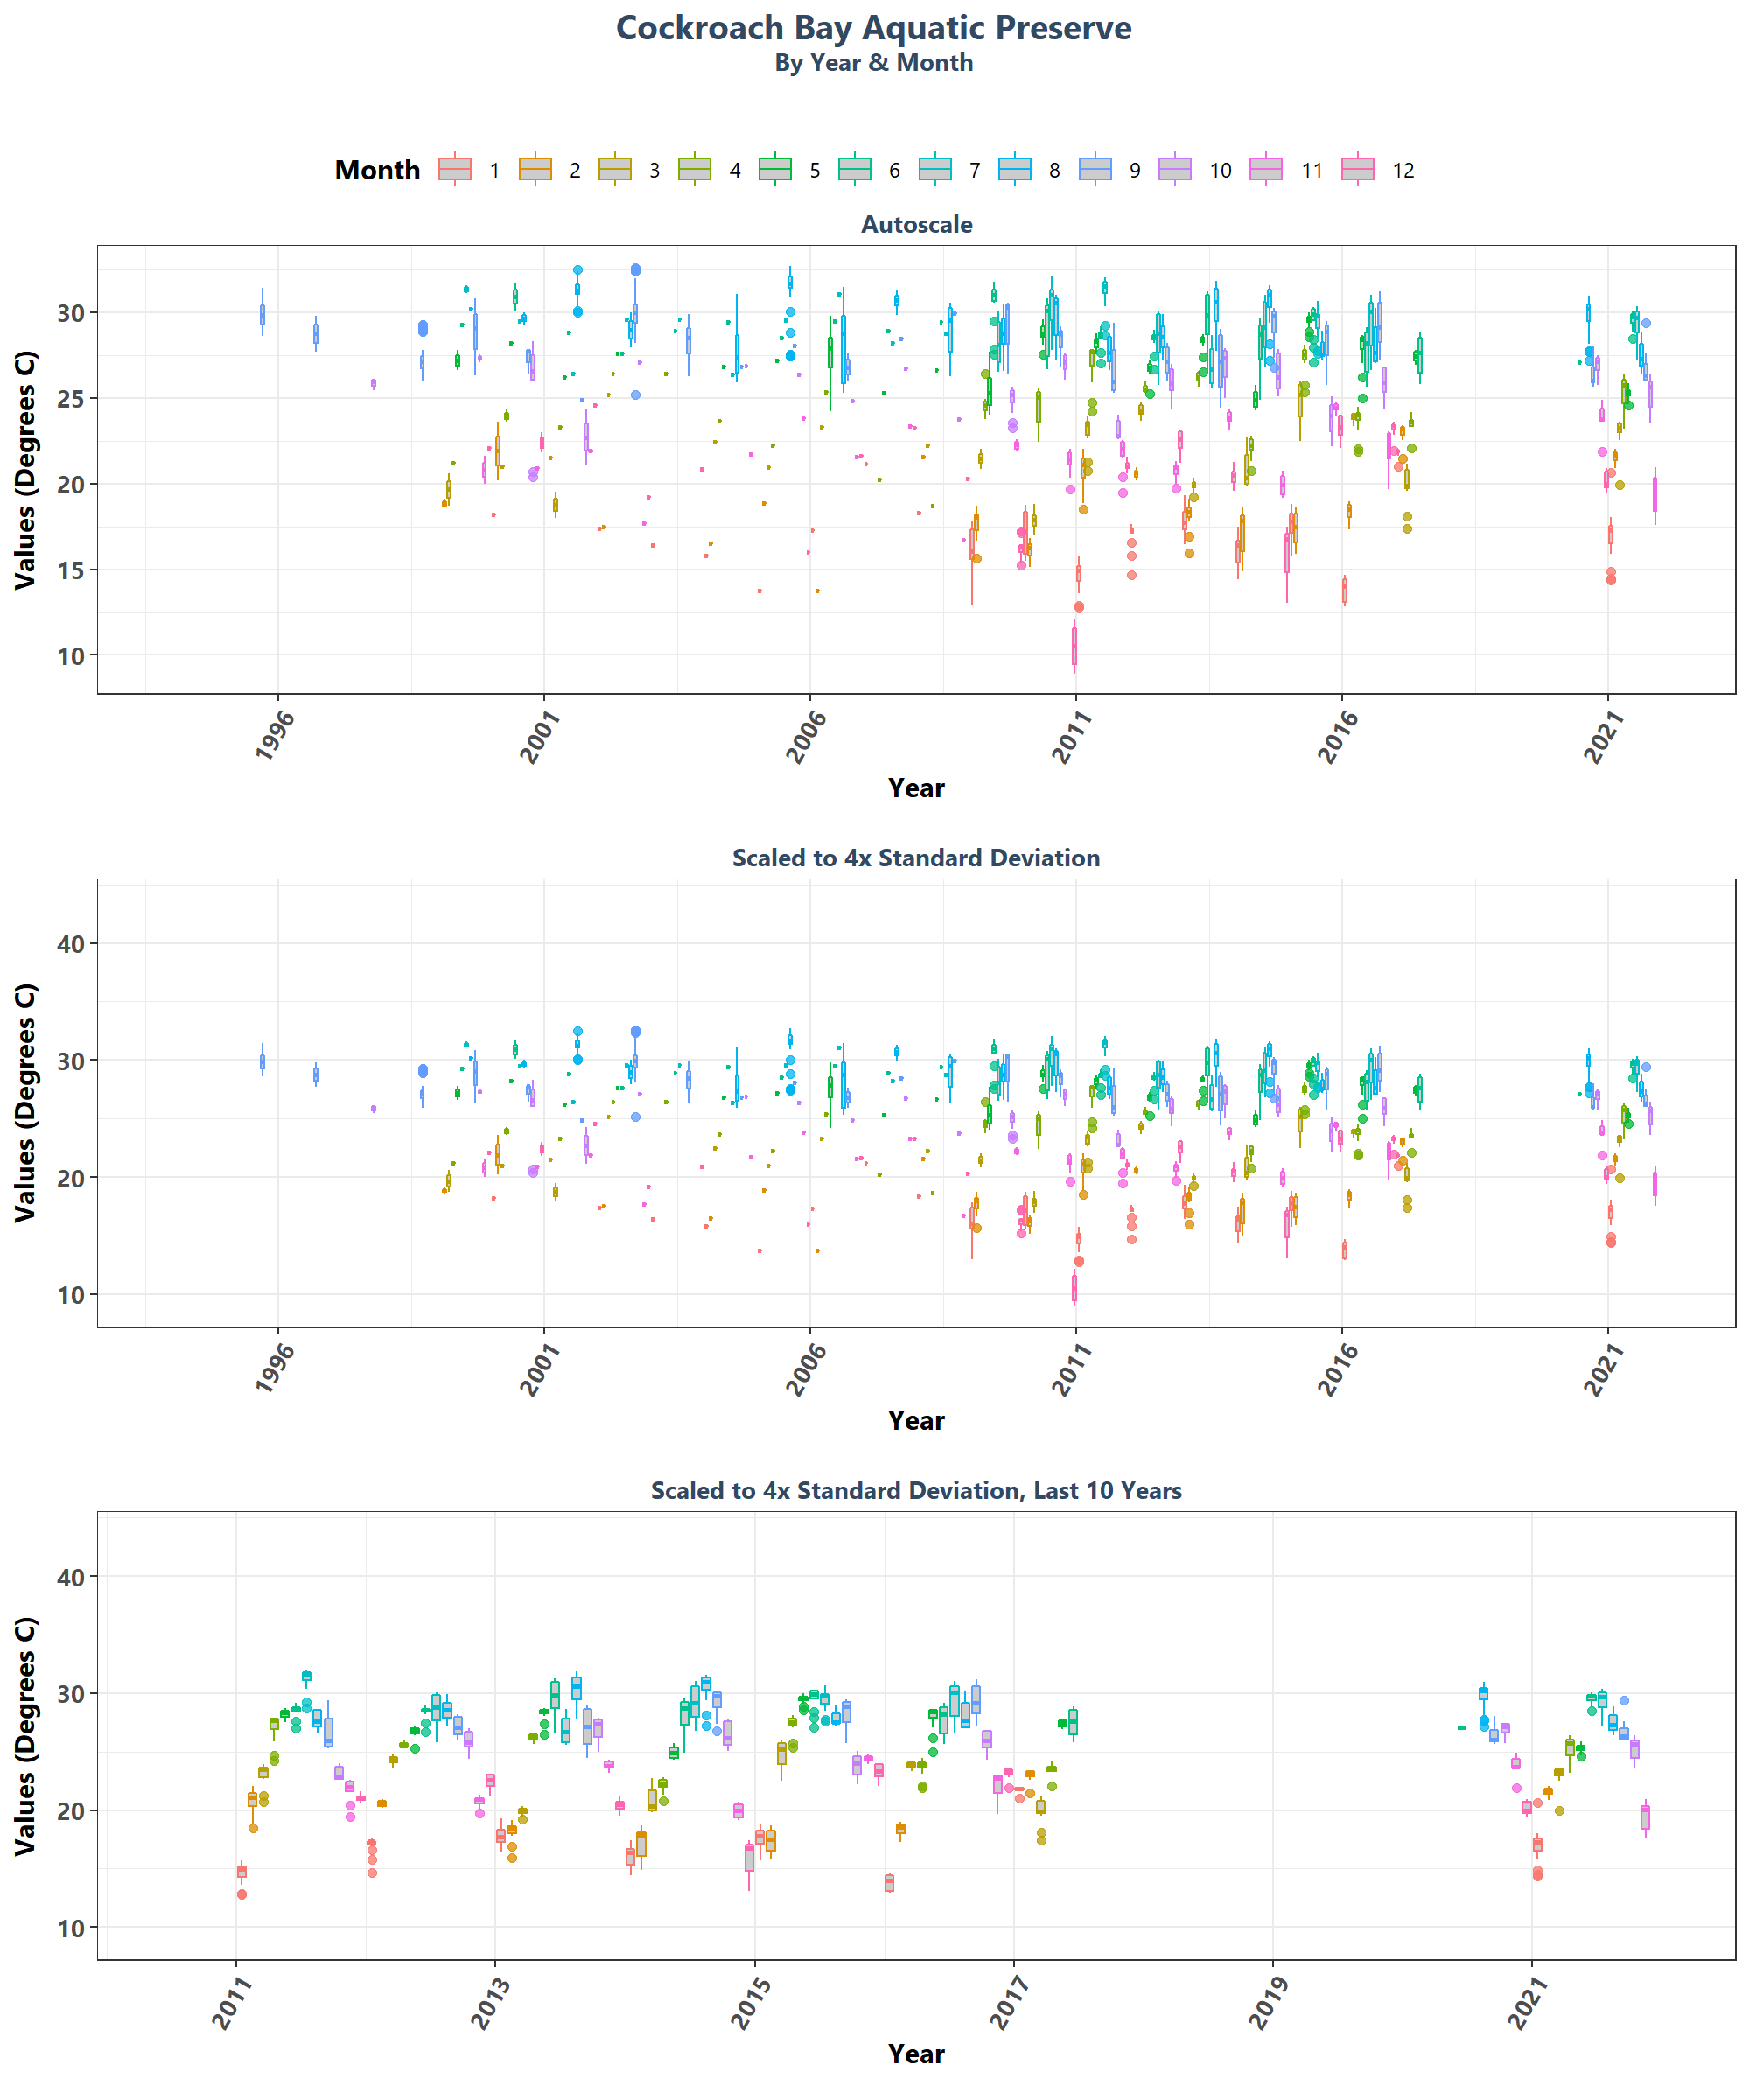 Cockroach Bay Aquatic Preserve
By Year & Month
Month 1 2 3 4 5 6 7 8 9 10 11 12
Autoscale
Values (Degrees C)
30
25
20
15
10
1996 2001 2006 2011 2016 2021
Year
Scaled to 4x Standard Deviation
Values (Degrees C)
40
30
20
10
1996 2001 2006 2011 2016 2021
Year
Scaled to 4x Standard Deviation, Last 10 Years
Values (Degrees C)
40
30
20
10
2011 2013 2015 2017 2019 2021
Year